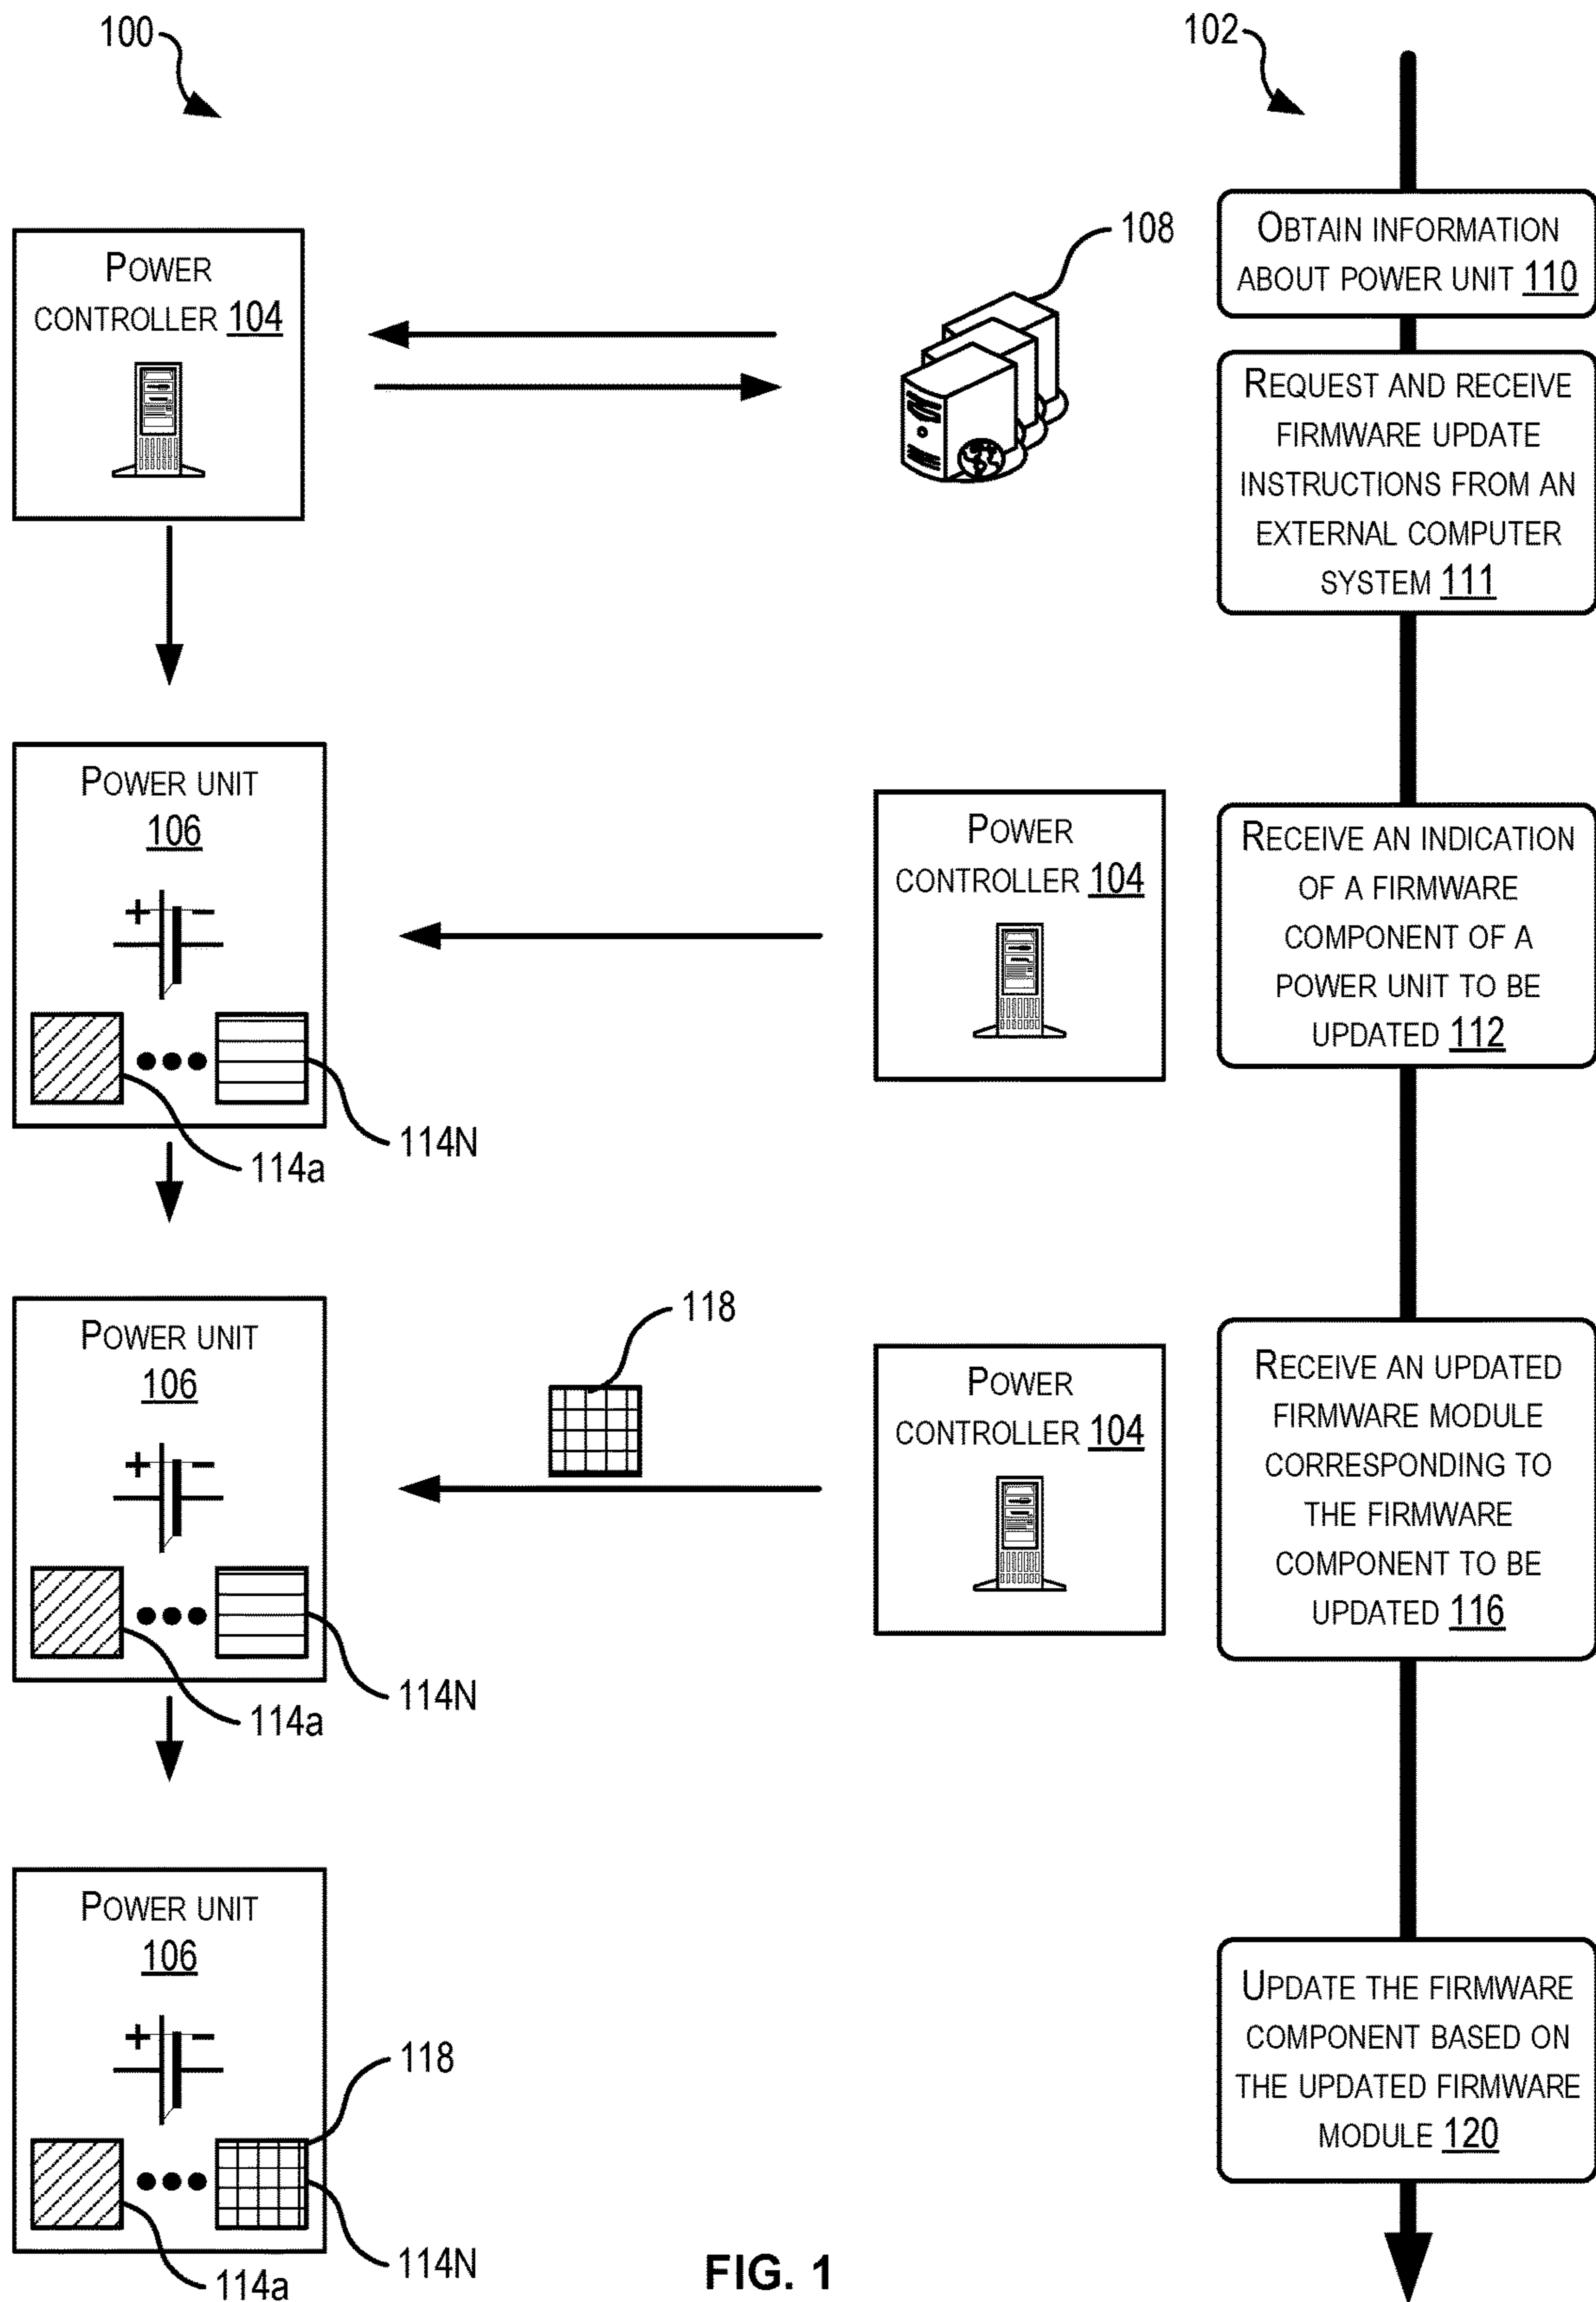 100
102
POWER
CONTROLLER 104
108
OBTAIN INFORMATION
ABOUT POWER UNIT 110
REQUEST AND RECEIVE
FIRMWARE UPDATE
INSTRUCTIONS FROM AN
EXTERNAL COMPUTER
SYSTEM 111
POWER UNIT
106
+ −
114a
114N
POWER
CONTROLLER 104
RECEIVE AN INDICATION
OF A FIRMWARE
COMPONENT OF A
POWER UNIT TO BE
UPDATED 112
POWER UNIT
106
+ −
114a
114N
118
POWER
CONTROLLER 104
RECEIVE AN UPDATED
FIRMWARE MODULE
CORRESPONDING TO
THE FIRMWARE
COMPONENT TO BE
UPDATED 116
POWER UNIT
106
+ −
118
114N
114a
UPDATE THE FIRMWARE
COMPONENT BASED ON
THE UPDATED FIRMWARE
MODULE 120
FIG. 1